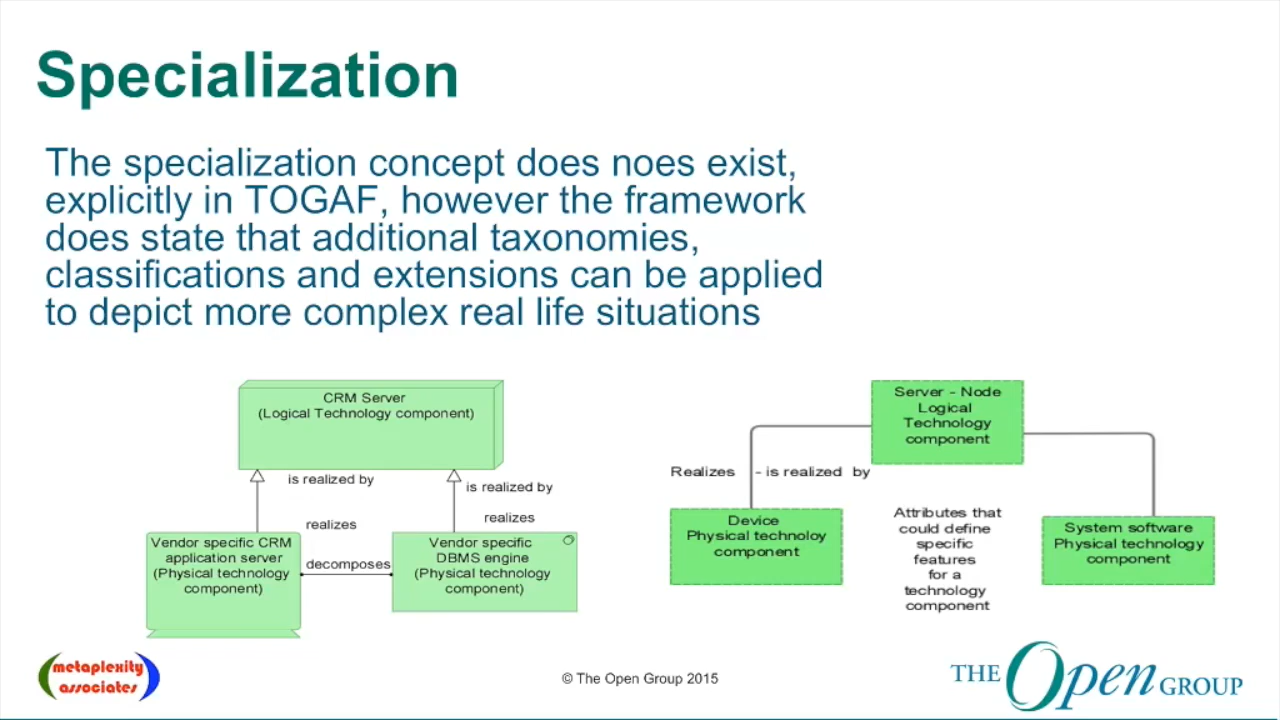 Specialization
The specialization concept does noes exist,
explicitly in TOGAF, however the framework
does state that additional taxonomies,
classifications and extensions can be applied
to depict more complex real life situations
CRM Server
(Logical Technology component)
is realized by
is realized by
realizes
realizes
Vendor specific CRM
application server
(Physical technology
component)
decomposes
Vendor specific
DBMS engine
(Physical technology
component)
Server - Node
Logical
Technology
component
Realizes - is realized by
Device
Physical technoloy
component
Attributes that
could define
specific
features
for a
technology
component
System software
Physical technology
component
metaplexity
associates
© The Open Group 2015
THE Open GROUP